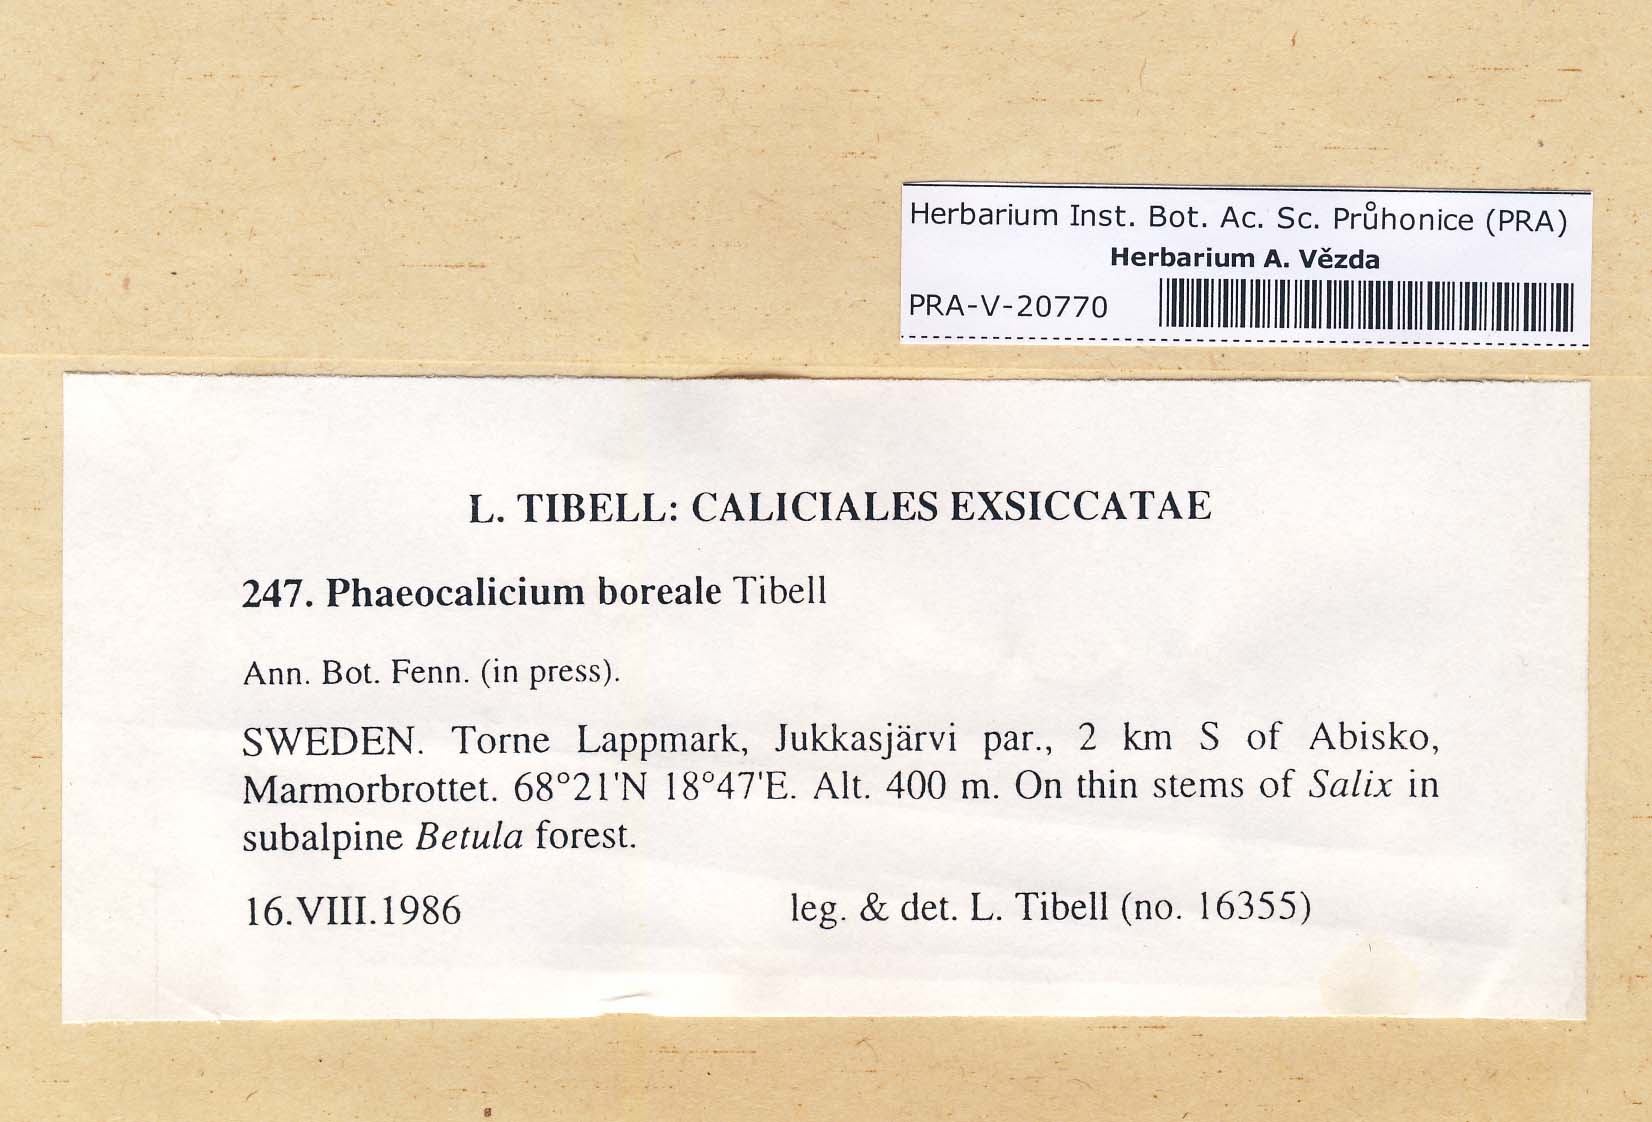 Herbarium Inst. Bot. Ac. Sc. Průhonice (PRA)
Herbarium A. Vězda
PRA-V-20770
L. TIBELL: CALICIALES EXSICCATAE
247. Phaeocalicium boreale Tibell
Ann. Bot. Fenn. (in press).
SWEDEN. Torne Lappmark, Jukkasjärvi par., 2 km S of Abisko,
Marmorbrottet. 68°21'N 18°47'E. Alt. 400 m. On thin stems of Salix in
subalpine Betula forest.
16.VIII.1986 leg. & det. L. Tibell (no. 16355)